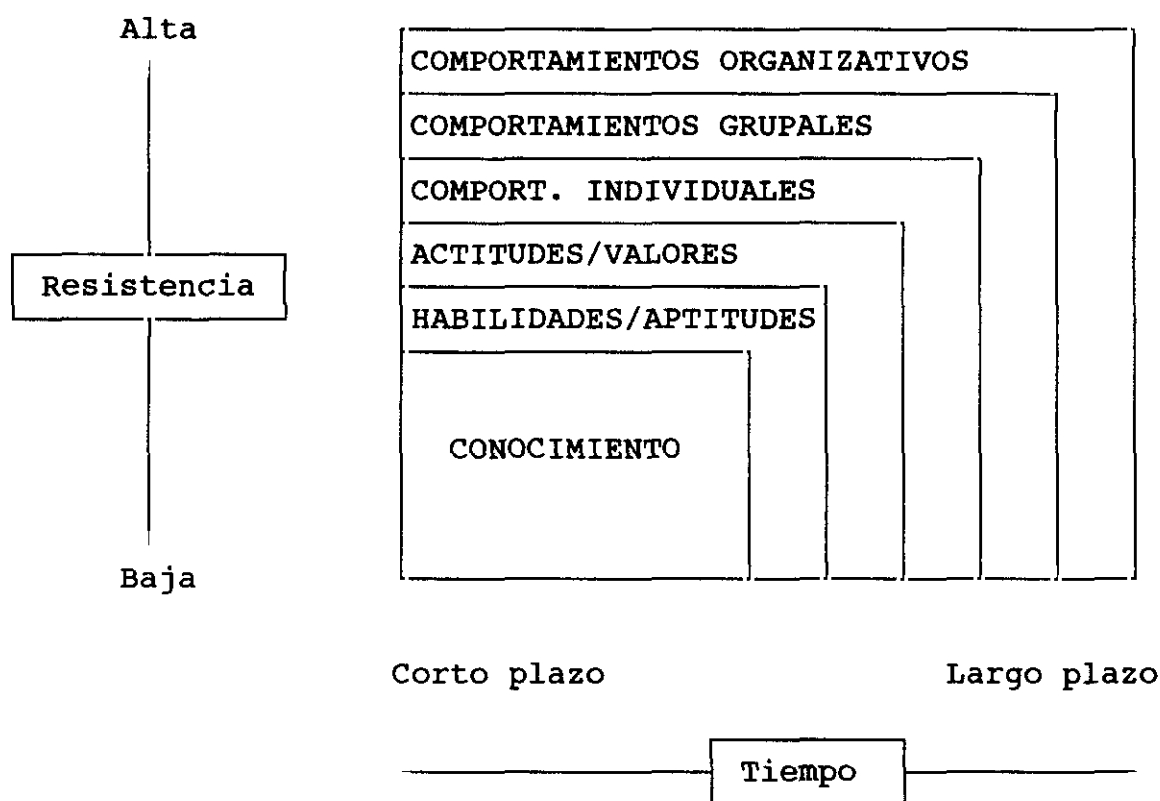 Alta
COMPORTAMIENTOS ORGANIZATIVOS
COMPORTAMIENTOS GRUPALES
COMPORT. INDIVIDUALES
ACTITUDES/VALORES
Resistencia
HABILIDADES/APTITUDES
CONOCIMIENTO
Baja
Corto plazo Largo plazo
Tiempo